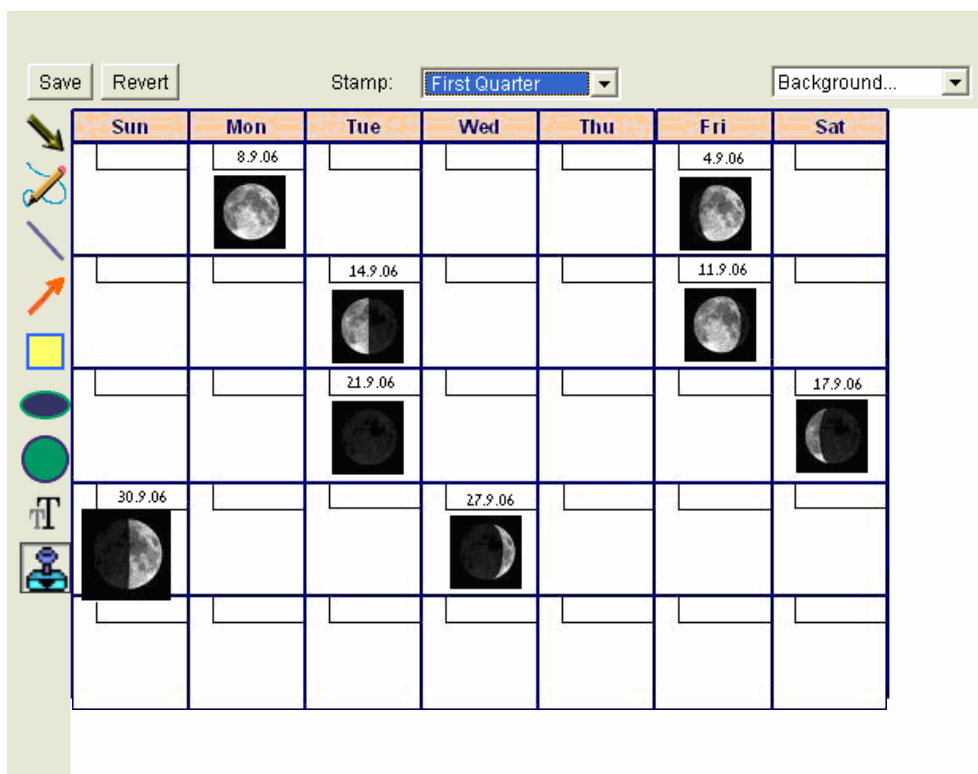 Save Revert Stamp: First Quarter Background...
Sun Mon Tue Wed Thu Fri Sat
8.9.06 4.9.06
14.9.06 11.9.06
21.9.06 17.9.06
30.9.06 27.9.06
TT